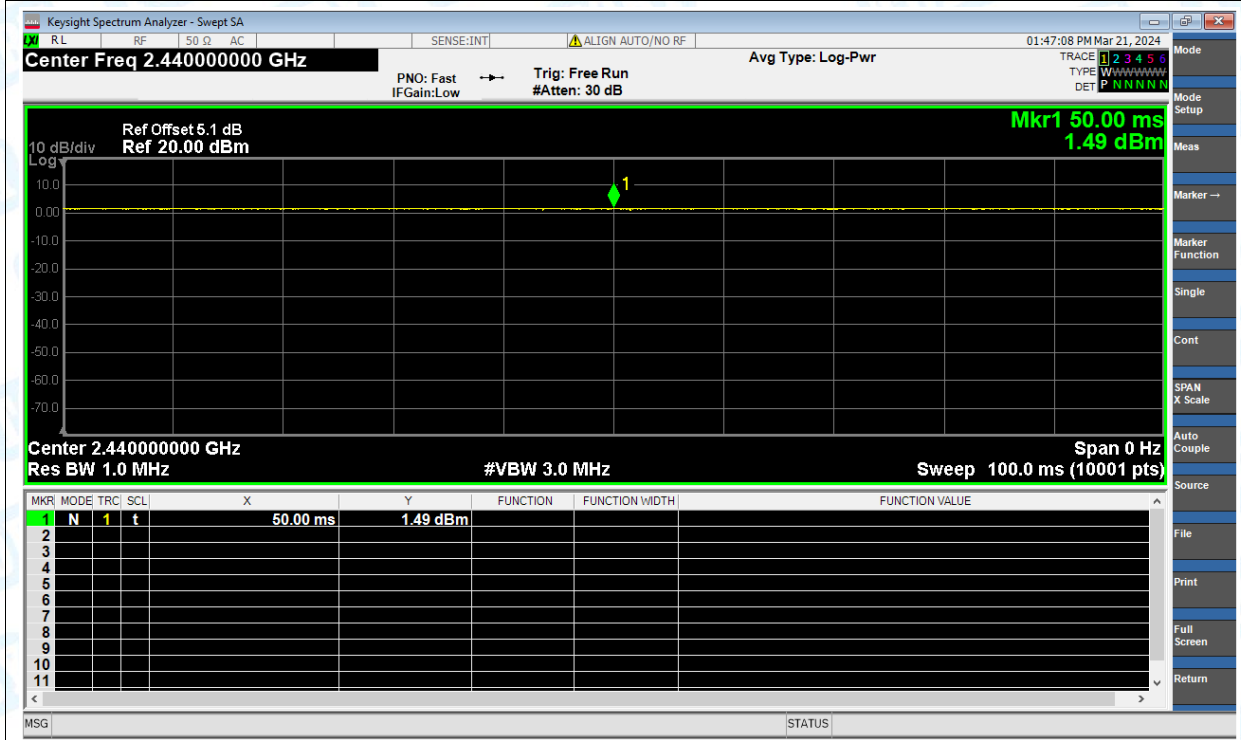 Keysight Spectrum Analyzer - Swept SA
LXI RL RF 50 Ω AC SENSE:INT ALIGN AUTO/NO RF 01:47:08 PM Mar 21, 2024
Center Freq 2.440000000 GHz
PNO: Fast
IFGain:Low
Trig: Free Run
#Atten: 30 dB
Avg Type: Log-Pwr
TRACE 1 2 3 4 5 6
TYPE WWWWWW
DET P N N N N N
Ref Offset 5.1 dB
10 dB/div Ref 20.00 dBm
Log
Mkr1 50.00 ms
1.49 dBm
1
10.0
0.00
-10.0
-20.0
-30.0
-40.0
-50.0
-60.0
-70.0
Center 2.440000000 GHz Span 0 Hz
Res BW 1.0 MHz #VBW 3.0 MHz Sweep 100.0 ms (10001 pts)
MKR MODE TRC SCL X Y FUNCTION FUNCTION WIDTH FUNCTION VALUE
1 N 1 t 50.00 ms 1.49 dBm
2
3
4
5
6
7
8
9
10
11
MSG STATUS
Mode
Mode
Setup
Meas
Marker →
Marker
Function
Single
Cont
SPAN
X Scale
Auto
Couple
Source
File
Print
Full
Screen
Return